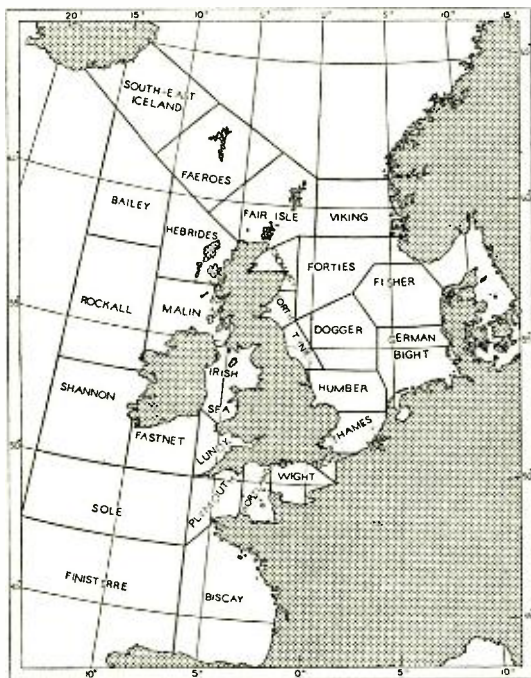 20° 15° 10° 5° 0° 5° 10° 15°
SOUTH-EAST
ICELAND
FAEROES
BAILEY
FAIR ISLE
VIKING
HEBRIDES
FORTIES
FISHER
ROCKALL
MALIN
DOGGER
GERMAN
BIGHT
IRISH
SEA
HUMBER
SHANNON
THAMES
FASTNET
LUNDY
WIGHT
SOLE
PLYMOUTH
FINISTERRE
BISCAY
10° 5° 0° 5° 10°